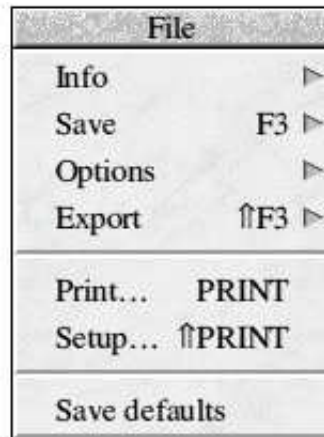 File
Info
Save F3
Options
Export ⇑F3
Print... PRINT
Setup... ⇑PRINT
Save defaults